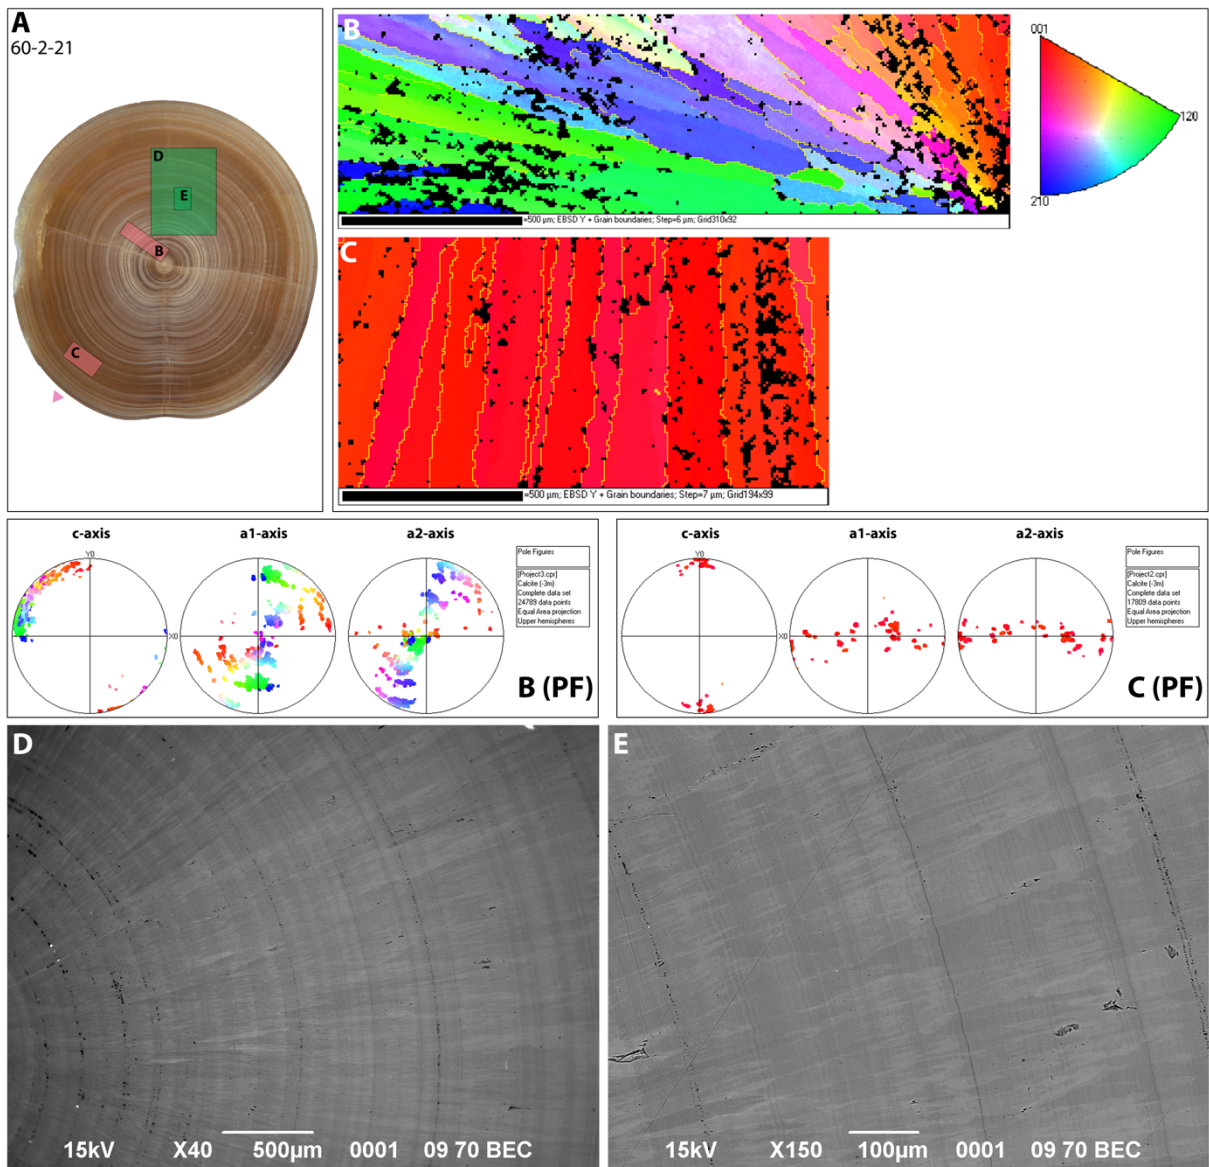 A
60-2-21
D
E
B
C
B
=500 µm; EBSD Y + Grain boundaries; Step=6 µm; Grid310x92
001
120
210
C
=500 µm; EBSD Y + Grain boundaries; Step=7 µm; Grid194x99
c-axis
a1-axis
a2-axis
Y0
X0
Pole Figures
[Project3.cpr]
Calcite [-3m]
Complete data set
24789 data points
Equal Area projection
Upper hemispheres
B (PF)
c-axis
a1-axis
a2-axis
Y0
X0
Pole Figures
[Project2.cpr]
Calcite [-3m]
Complete data set
17809 data points
Equal Area projection
Upper hemispheres
C (PF)
D
15kV X40 500µm 0001 09 70 BEC
E
15kV X150 100µm 0001 09 70 BEC